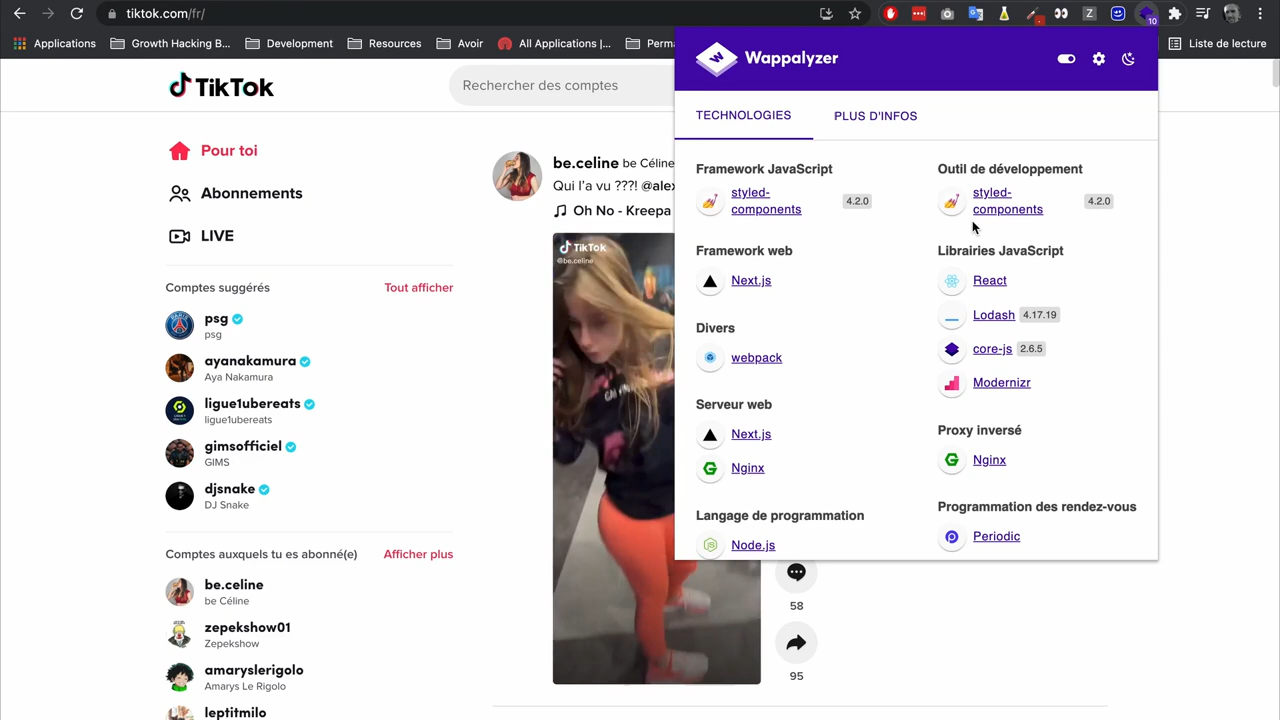 tiktok.com/fr/
10
Applications
Growth Hacking B...
Development
Resources
Avoir
All Applications |...
Perma
Liste de lecture
TikTok
Rechercher des comptes
Pour toi
Abonnements
LIVE
Comptes suggérés
Tout afficher
psg
psg
ayanakamura
Aya Nakamura
ligue1ubereats
ligue1ubereats
gimsofficiel
GIMS
djsnake
DJ Snake
Comptes auxquels tu es abonné(e)
Afficher plus
be.celine
be Céline
zepekshow01
Zepekshow
amaryslerigolo
Amarys Le Rigolo
leptitmilo
be.celine be Céline
Qui l'a vu ???! @alex
Oh No - Kreepa
TikTok
@be.celine
58
95
Wappalyzer
TECHNOLOGIES
PLUS D'INFOS
Framework JavaScript
styled-
components
4.2.0
Framework web
Next.js
Divers
webpack
Serveur web
Next.js
Nginx
Langage de programmation
Node.js
Outil de développement
styled-
components
4.2.0
Librairies JavaScript
React
Lodash 4.17.19
core-js 2.6.5
Modernizr
Proxy inversé
Nginx
Programmation des rendez-vous
Periodic